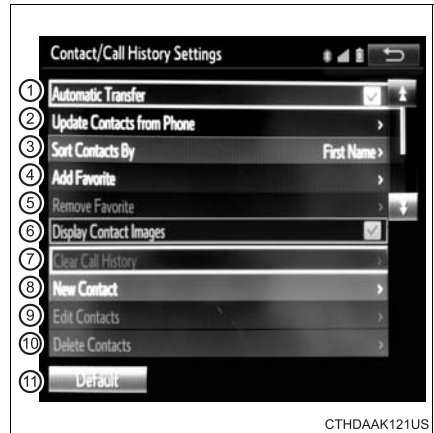 Contact/Call History Settings
① Automatic Transfer
② Update Contacts from Phone
③ Sort Contacts By First Name
④ Add Favorite
⑤ Remove Favorite
⑥ Display Contact Images
⑦ Clear Call History
⑧ New Contact
⑨ Edit Contacts
⑩ Delete Contacts
⑪ Default
CTHDAAK121US